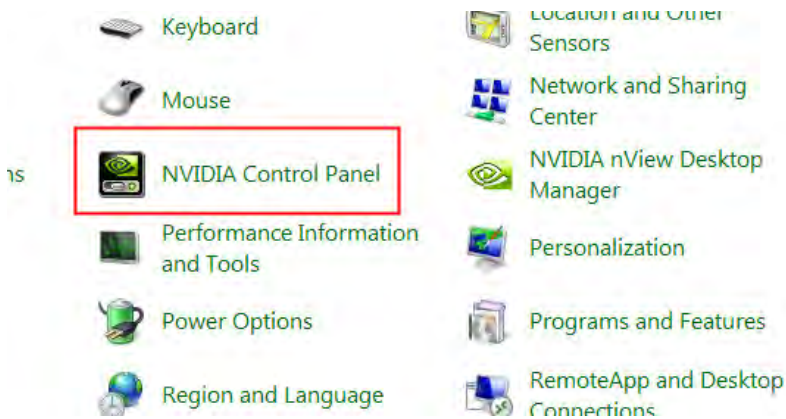 Keyboard
Location and Other
Sensors
Mouse
Network and Sharing
Center
ns
NVIDIA Control Panel
NVIDIA nView Desktop
Manager
Performance Information
and Tools
Personalization
Power Options
Programs and Features
Region and Language
RemoteApp and Desktop
Connections